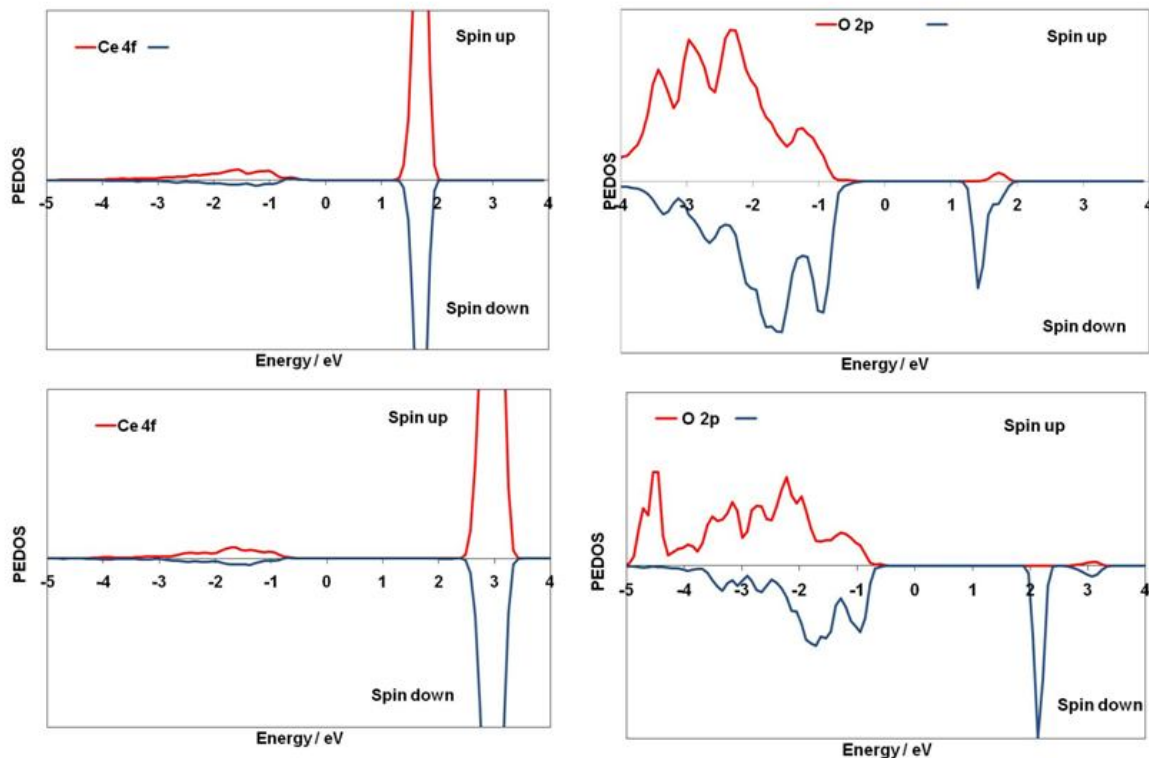 Ce 4f
Spin up
PEDOS
-5 -4 -3 -2 -1 0 1 2 3 4
Spin down
Energy / eV
O 2p
Spin up
PEDOS
-4 -3 -2 -1 0 1 2 3 4
Spin down
Energy / eV
Ce 4f
Spin up
PEDOS
-5 -4 -3 -2 -1 0 1 2 3 4
Spin down
Energy / eV
O 2p
Spin up
PEDOS
-5 -4 -3 -2 -1 0 1 2 3 4
Spin down
Energy / eV